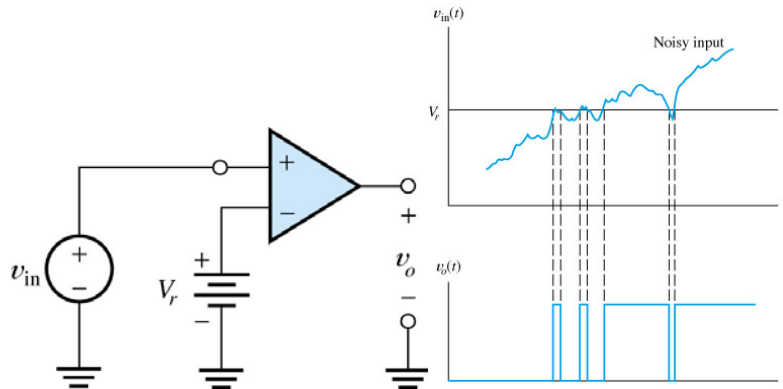 v_in(t)
Noisy input
V_r
+
−
+
v_o
−
+
−
v_in
+
V_r
−
v_o(t)